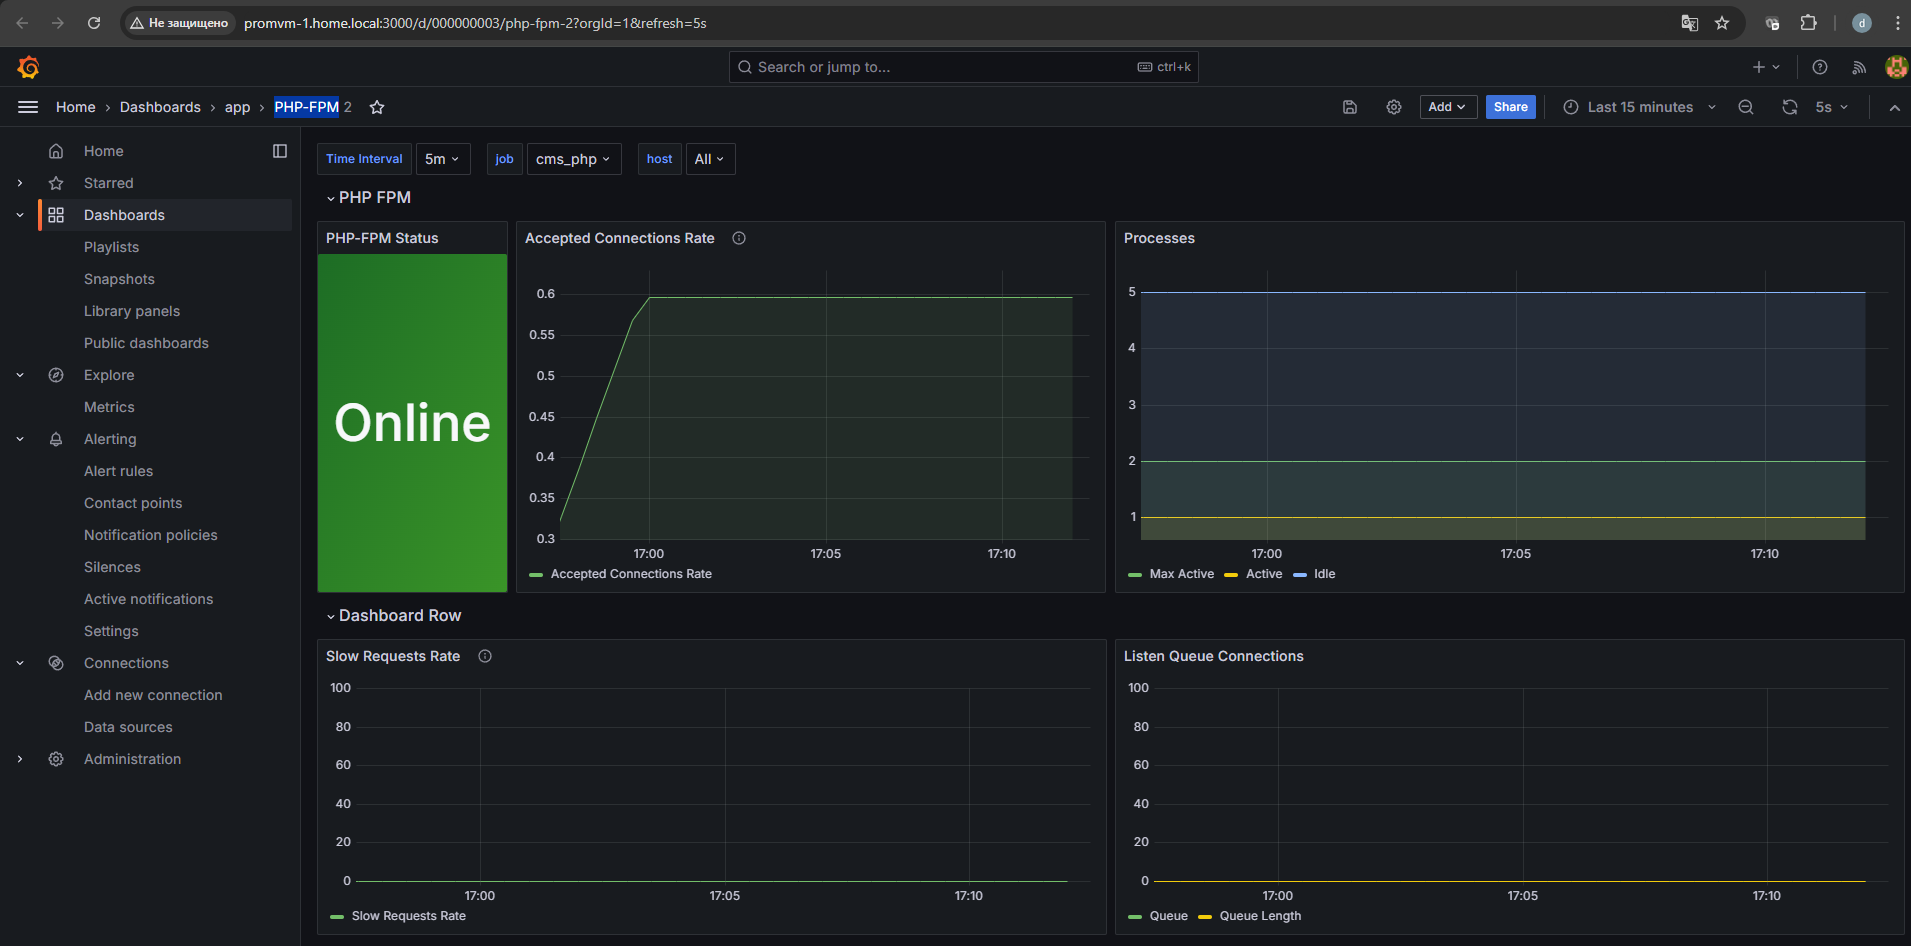 Не защищено
promvm-1.home.local:3000/d/000000003/php-fpm-2?orgId=1&refresh=5s
d
Search or jump to...
ctrl+k
Home
Dashboards
app
PHP-FPM 2
Add
Share
Last 15 minutes
5s
Home
Starred
Dashboards
Playlists
Snapshots
Library panels
Public dashboards
Explore
Metrics
Alerting
Alert rules
Contact points
Notification policies
Silences
Active notifications
Settings
Connections
Add new connection
Data sources
Administration
Time Interval
5m
job
cms_php
host
All
PHP FPM
PHP-FPM Status
Online
Accepted Connections Rate
0.6
0.55
0.5
0.45
0.4
0.35
0.3
17:00
17:05
17:10
Accepted Connections Rate
Processes
5
4
3
2
1
17:00
17:05
17:10
Max Active
Active
Idle
Dashboard Row
Slow Requests Rate
100
80
60
40
20
0
17:00
17:05
17:10
Slow Requests Rate
Listen Queue Connections
100
80
60
40
20
0
17:00
17:05
17:10
Queue
Queue Length